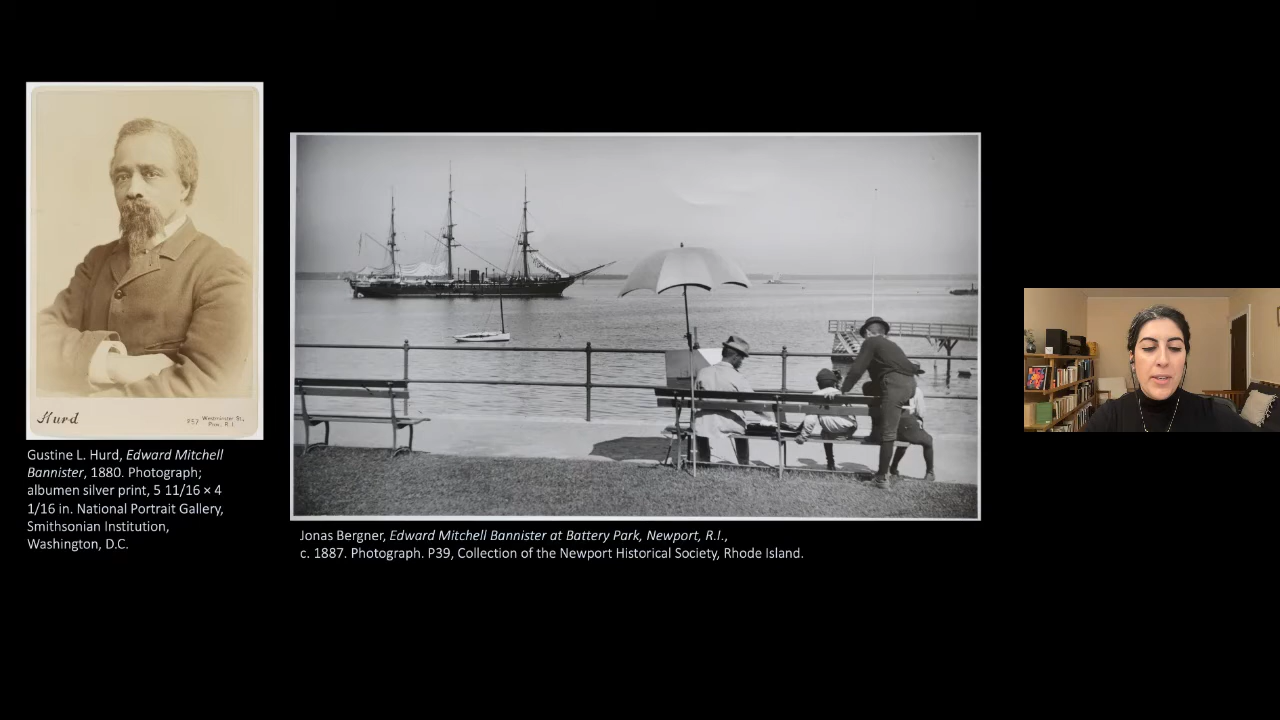 Hurd
957 Westminster St,
Prov. R.I.
Gustine L. Hurd, Edward Mitchell
Bannister, 1880. Photograph;
albumen silver print, 5 11/16 × 4
1/16 in. National Portrait Gallery,
Smithsonian Institution,
Washington, D.C.
Jonas Bergner, Edward Mitchell Bannister at Battery Park, Newport, R.I.,
c. 1887. Photograph. P39, Collection of the Newport Historical Society, Rhode Island.